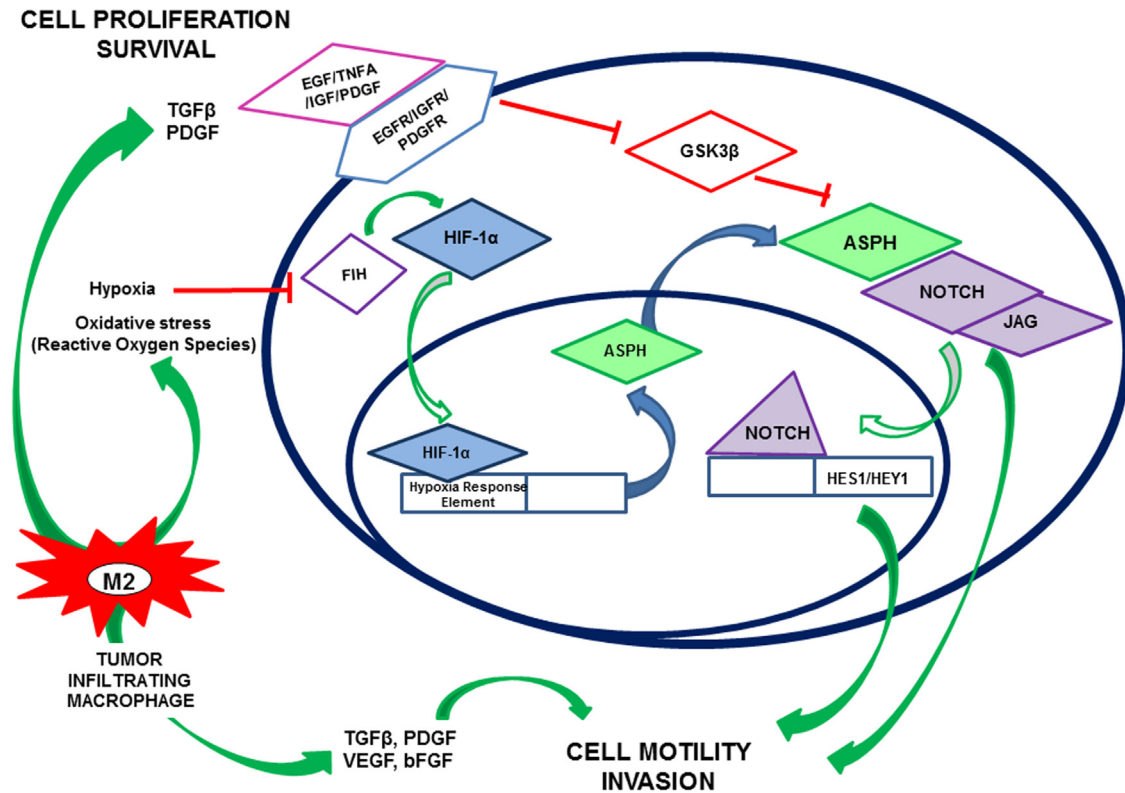 CELL PROLIFERATION
SURVIVAL
TGFβ
PDGF
EGF/TNFA
/IGF/PDGF
EGFR/IGFR/
PDGFR
GSK3β
HIF-1α
FIH
ASPH
NOTCH
JAG
Hypoxia
Oxidative stress
(Reactive Oxygen Species)
ASPH
NOTCH
HIF-1α
Hypoxia Response
Element
HES1/HEY1
M2
TUMOR
INFILTRATING
MACROPHAGE
TGFβ, PDGF
VEGF, bFGF
CELL MOTILITY
INVASION